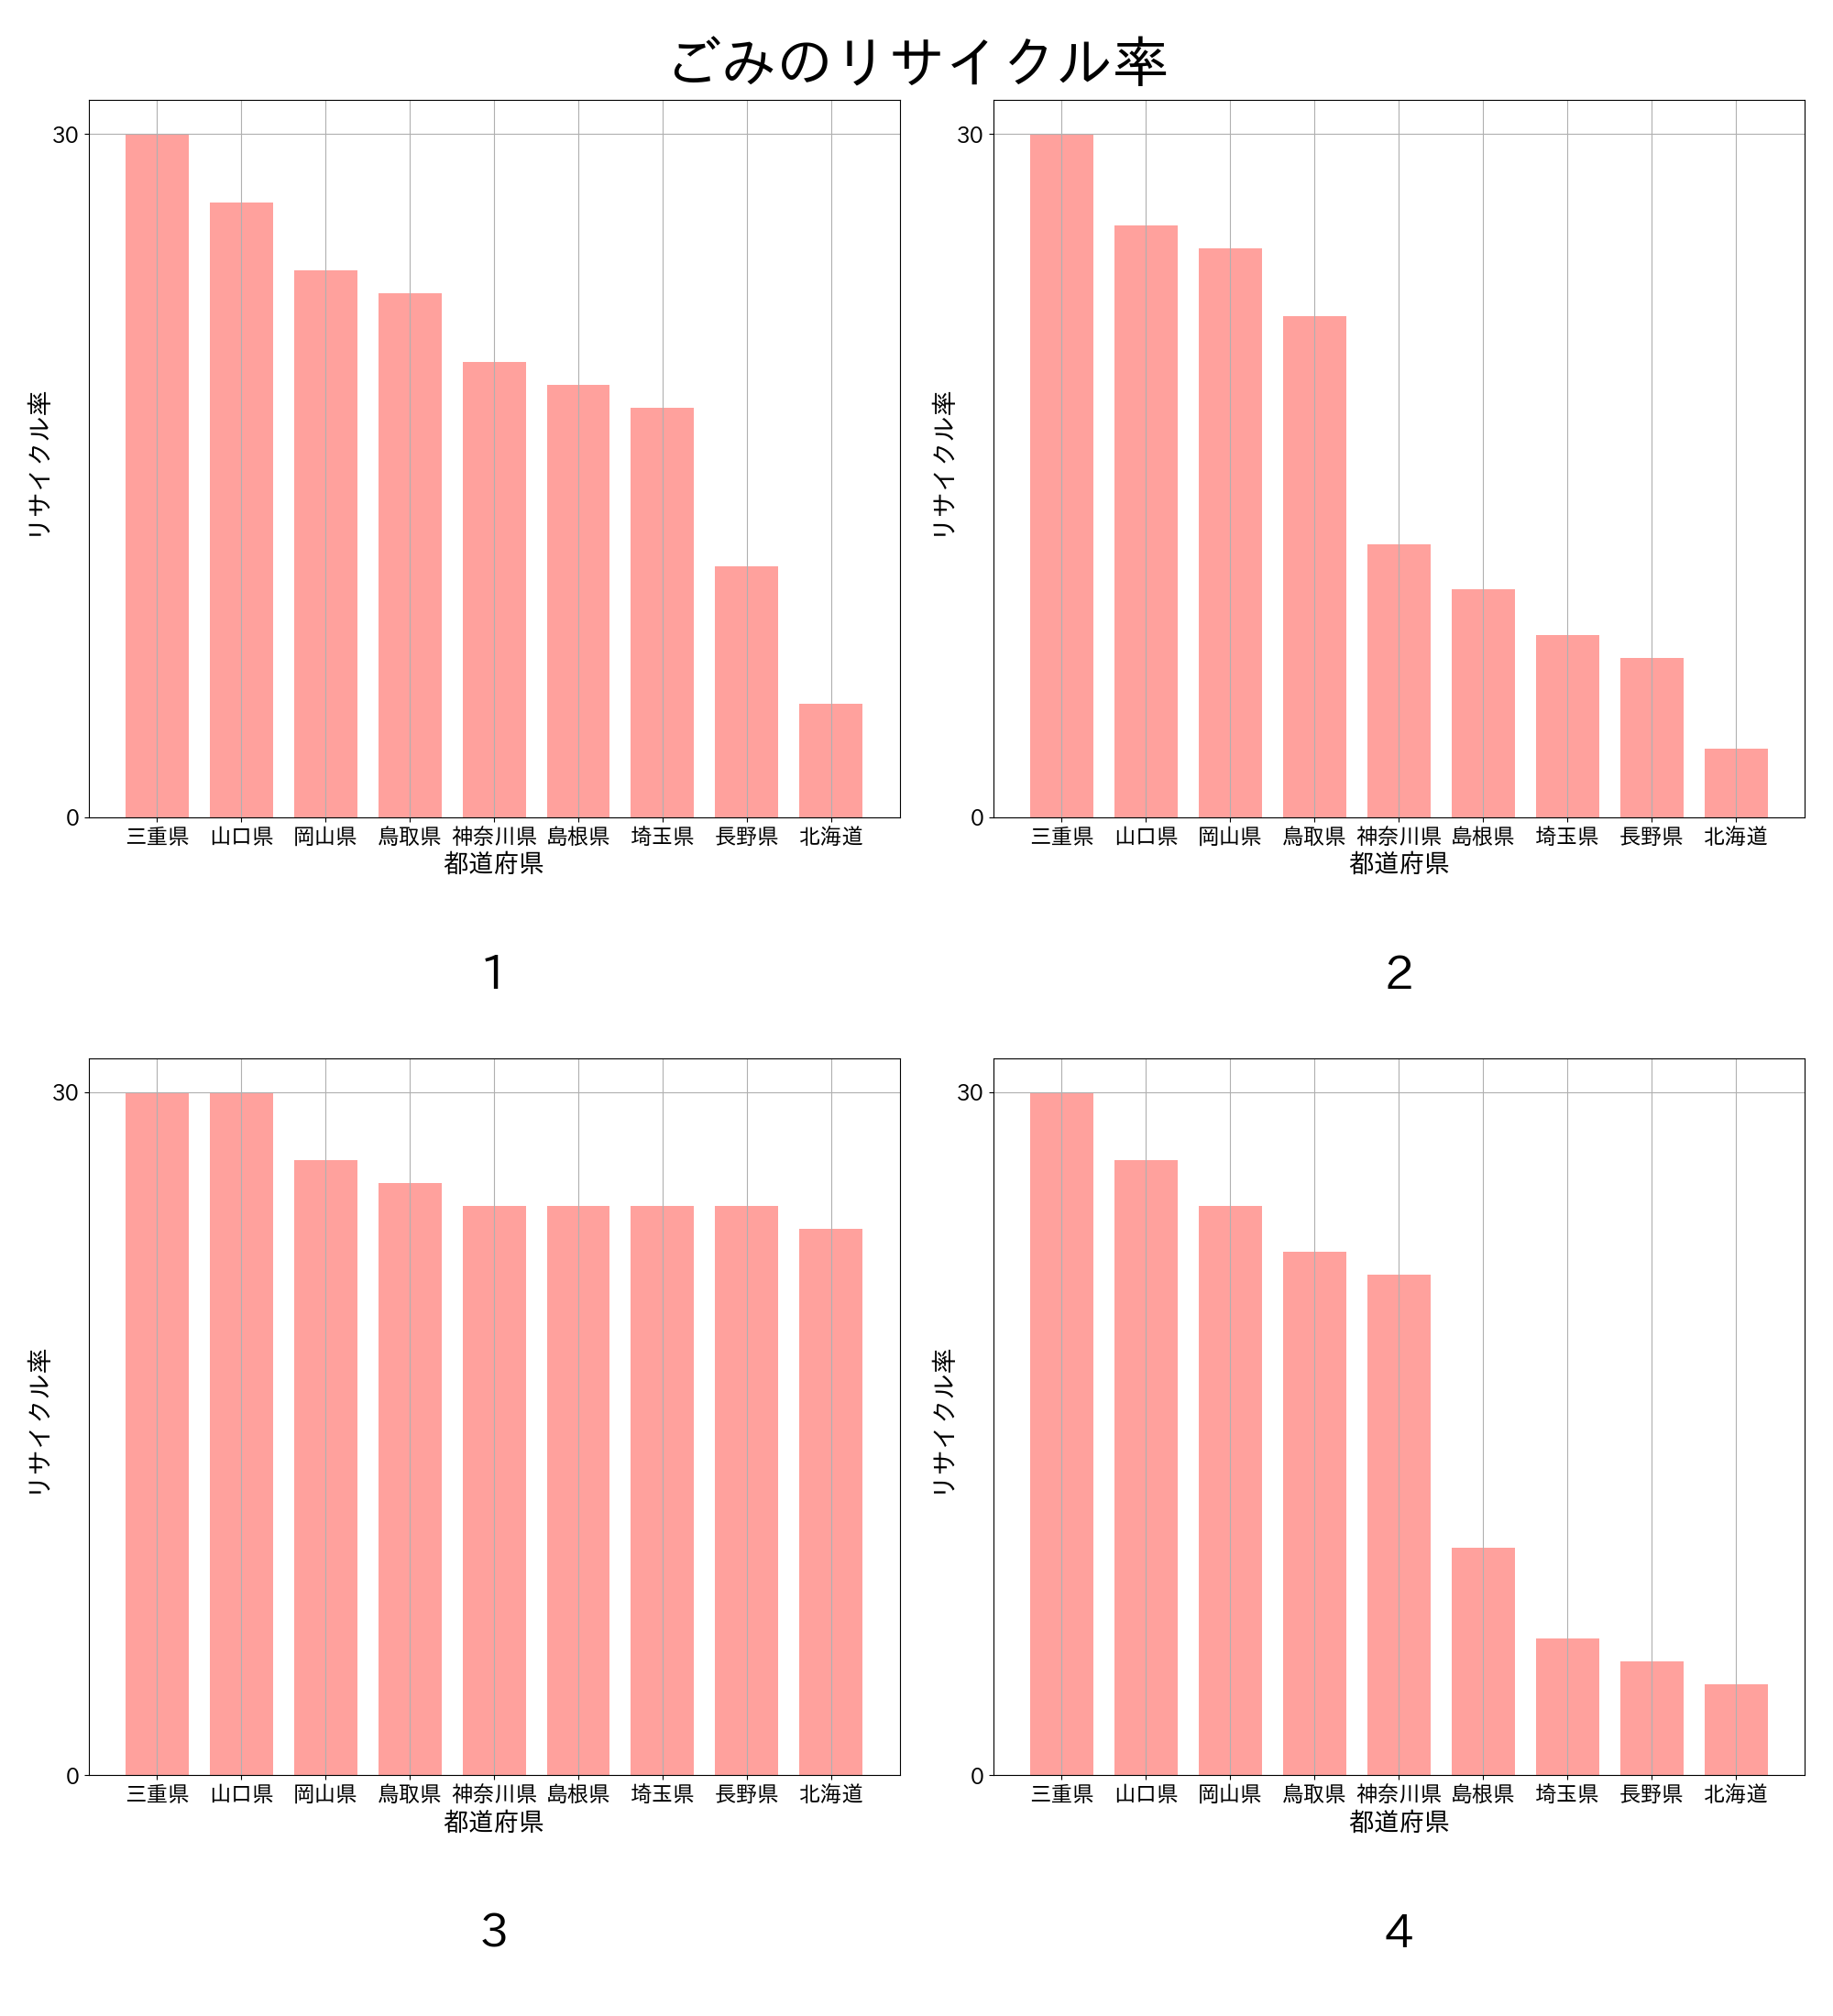 ごみのリサイクル率
30
0
リサイクル率
三重県 山口県 岡山県 鳥取県 神奈川県 島根県 埼玉県 長野県 北海道
都道府県
1
30
0
リサイクル率
三重県 山口県 岡山県 鳥取県 神奈川県 島根県 埼玉県 長野県 北海道
都道府県
2
30
0
リサイクル率
三重県 山口県 岡山県 鳥取県 神奈川県 島根県 埼玉県 長野県 北海道
都道府県
3
30
0
リサイクル率
三重県 山口県 岡山県 鳥取県 神奈川県 島根県 埼玉県 長野県 北海道
都道府県
4